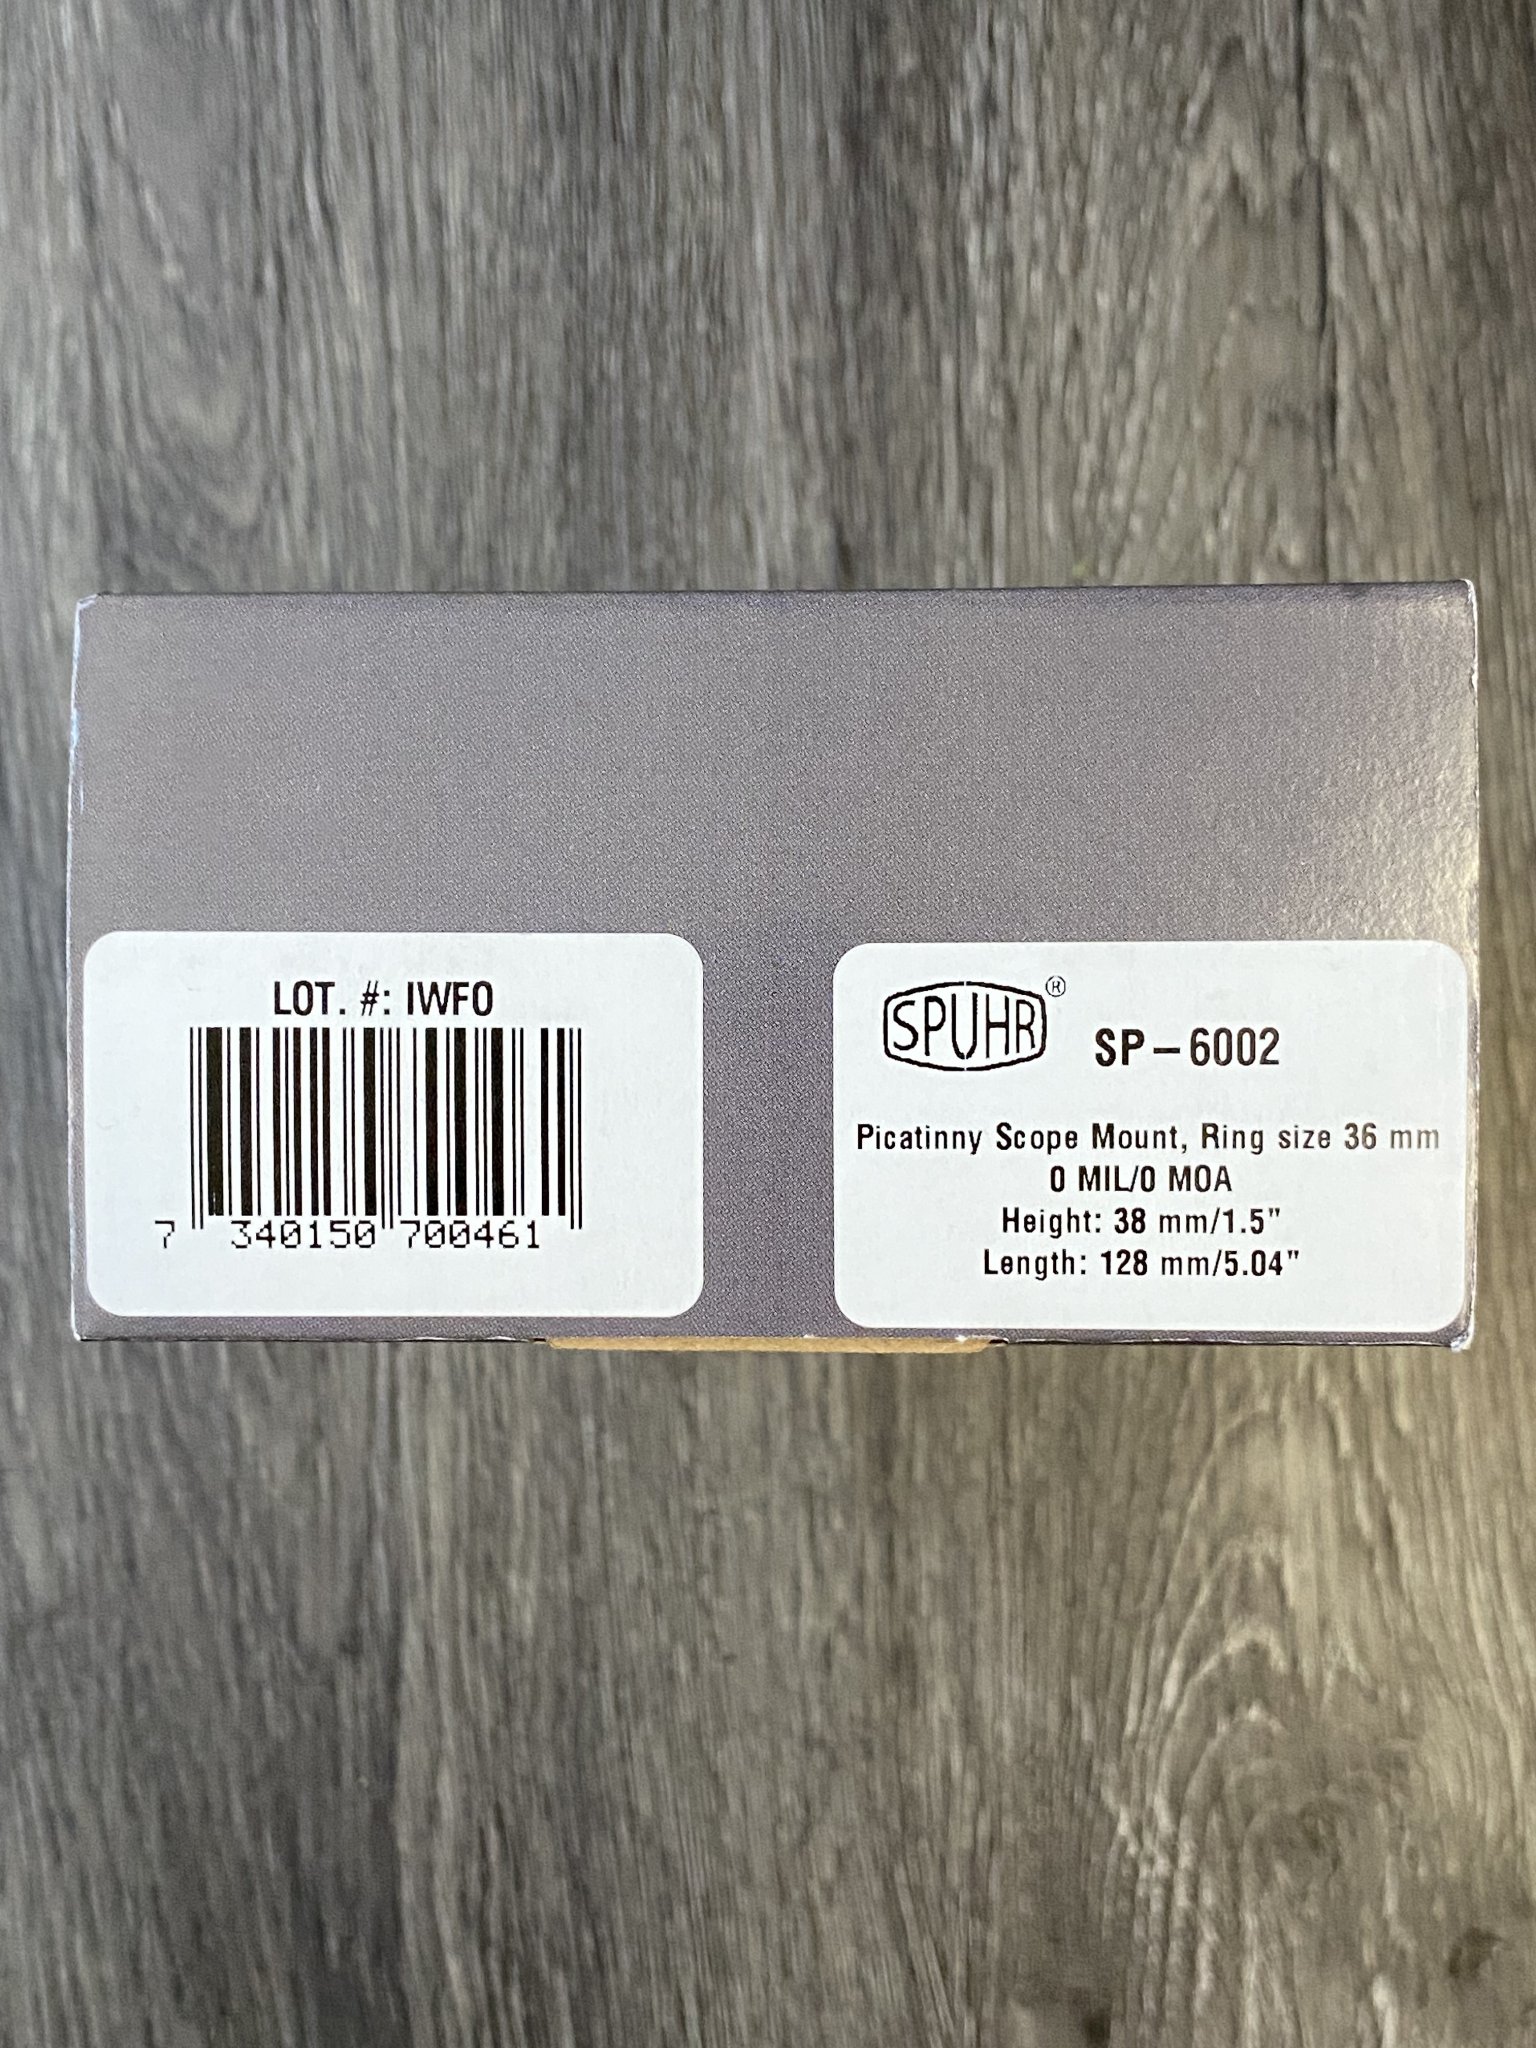 LOT. #: IWFO
7 340150 700461
SPUHR®
SP-6002
Picatinny Scope Mount, Ring size 36 mm
0 MIL/0 MOA
Height: 38 mm/1.5"
Length: 128 mm/5.04"